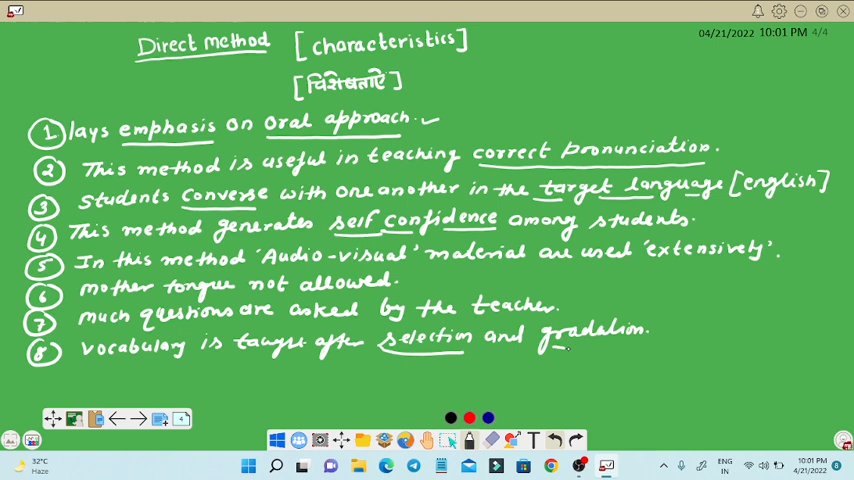 04/21/2022 10:01 PM 4/4
Direct method [characteristics]
[विशेषताऐ]
1 lays emphasis on Oral approach.
2 This method is useful in teaching correct pronunciation.
3 Students converse with one another in the target language [english]
4 This method generates self confidence among students.
5 In this method 'Audio-visual' material are used 'extensively'.
6 mother tongue not allowed.
7 much questions are asked by the teacher.
8 vocabulary is taught after selection and gradation.
4
T
32°C
Haze
ENG
IN
10:01 PM
4/21/2022